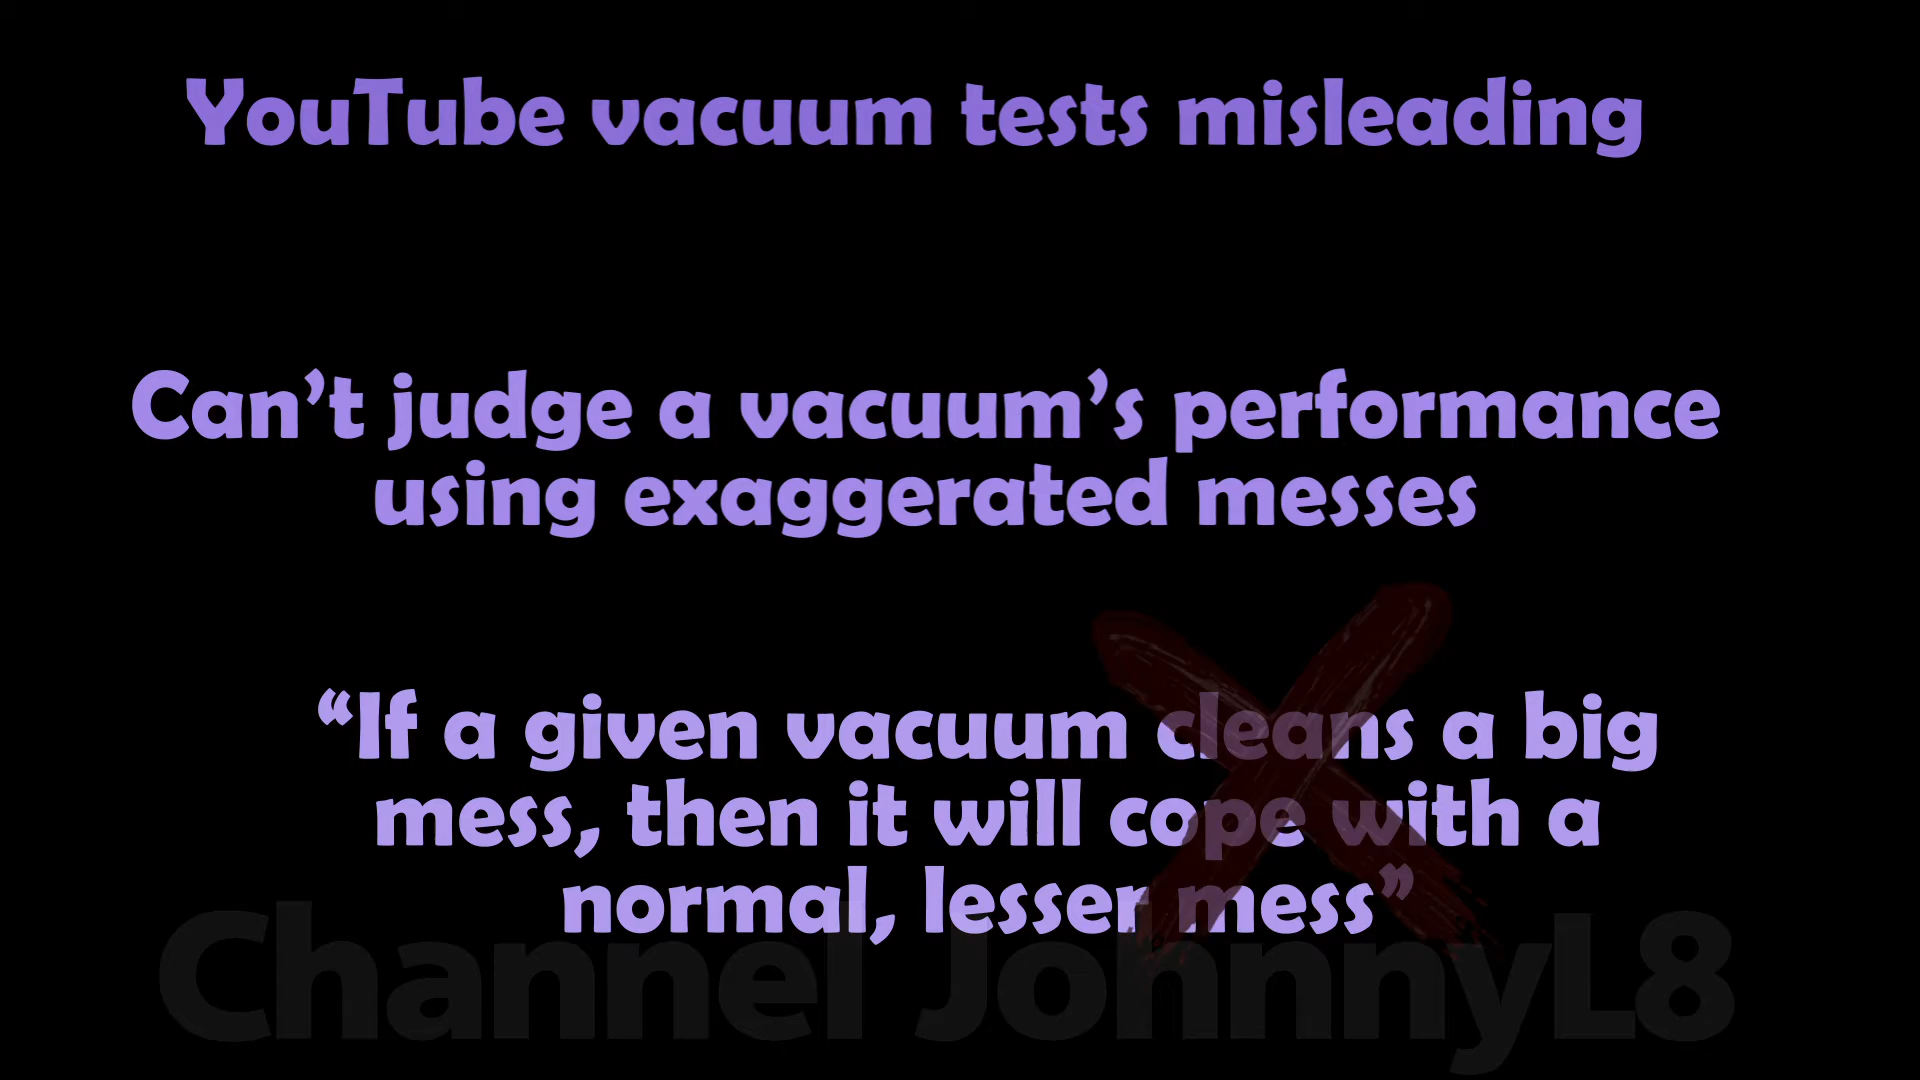 YouTube vacuum tests misleading
Can’t judge a vacuum’s performance
using exaggerated messes
“If a given vacuum cleans a big
mess, then it will cope with a
normal, lesser mess”
Channel JohnnyL8